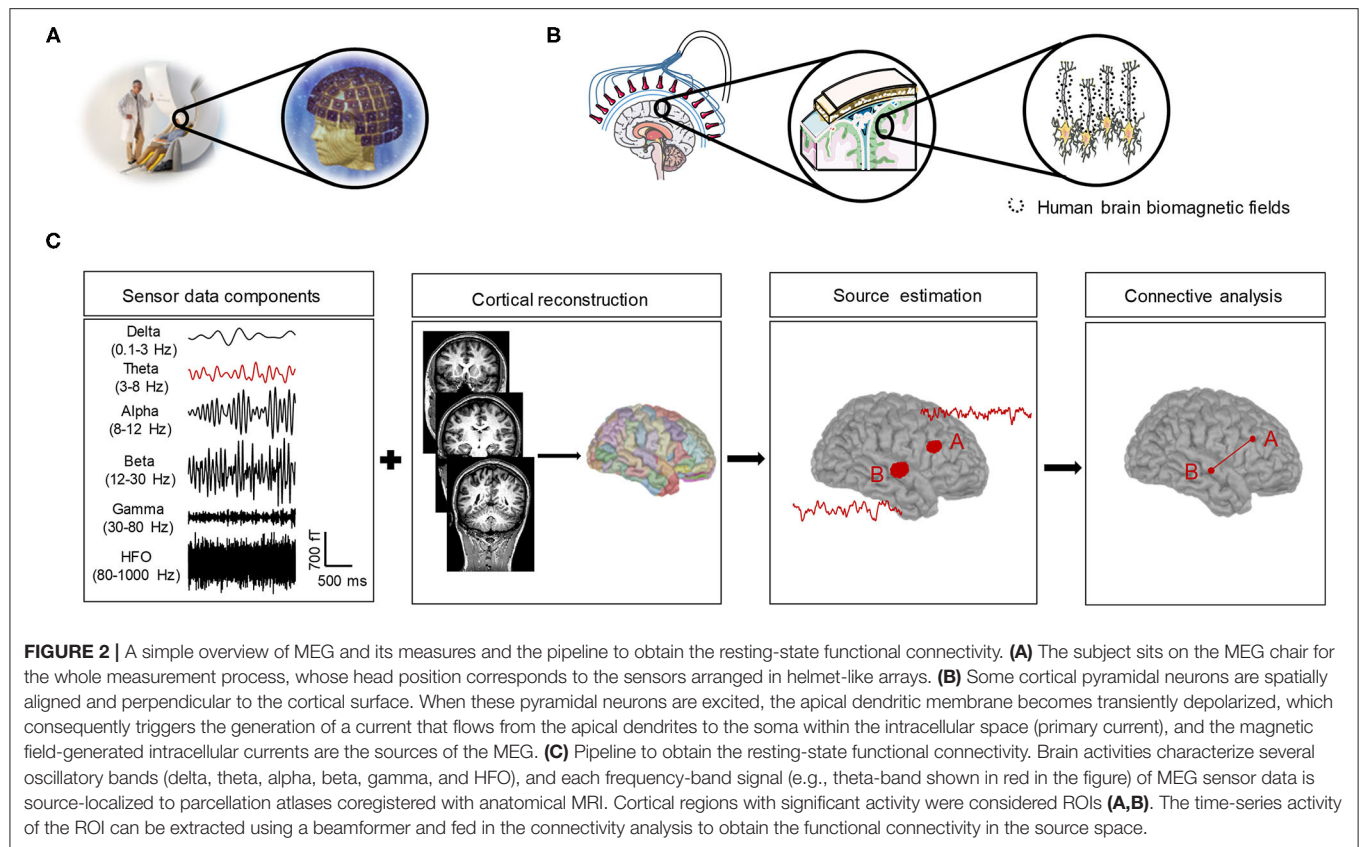 A
B
Human brain biomagnetic fields
C
Sensor data components
Cortical reconstruction
Source estimation
Connective analysis
Delta
(0.1-3 Hz)
Theta
(3-8 Hz)
Alpha
(8-12 Hz)
Beta
(12-30 Hz)
Gamma
(30-80 Hz)
HFO
(80-1000 Hz)
700 fT
500 ms
A
B
A
B
FIGURE 2 | A simple overview of MEG and its measures and the pipeline to obtain the resting-state functional connectivity. (A) The subject sits on the MEG chair for
the whole measurement process, whose head position corresponds to the sensors arranged in helmet-like arrays. (B) Some cortical pyramidal neurons are spatially
aligned and perpendicular to the cortical surface. When these pyramidal neurons are excited, the apical dendritic membrane becomes transiently depolarized, which
consequently triggers the generation of a current that flows from the apical dendrites to the soma within the intracellular space (primary current), and the magnetic
field-generated intracellular currents are the sources of the MEG. (C) Pipeline to obtain the resting-state functional connectivity. Brain activities characterize several
oscillatory bands (delta, theta, alpha, beta, gamma, and HFO), and each frequency-band signal (e.g., theta-band shown in red in the figure) of MEG sensor data is
source-localized to parcellation atlases coregistered with anatomical MRI. Cortical regions with significant activity were considered ROIs (A,B). The time-series activity
of the ROI can be extracted using a beamformer and fed in the connectivity analysis to obtain the functional connectivity in the source space.